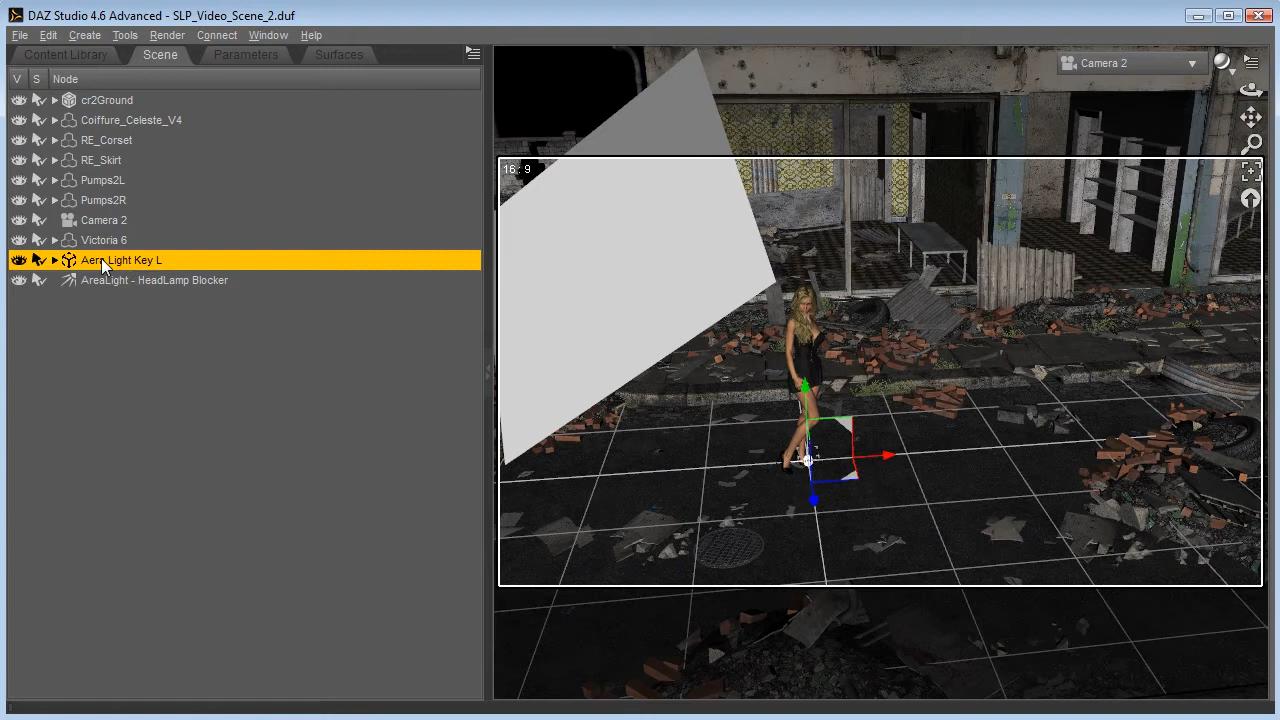 DAZ Studio 4.6 Advanced - SLP_Video_Scene_2.duf
File Edit Create Tools Render Connect Window Help
Content Library Scene Parameters Surfaces
V S Node
cr2Ground
Coiffure_Celeste_V4
RE_Corset
RE_Skirt
Pumps2L
Pumps2R
Camera 2
Victoria 6
Light Key L
AreaLight - HeadLamp Blocker
Camera 2
16 : 9